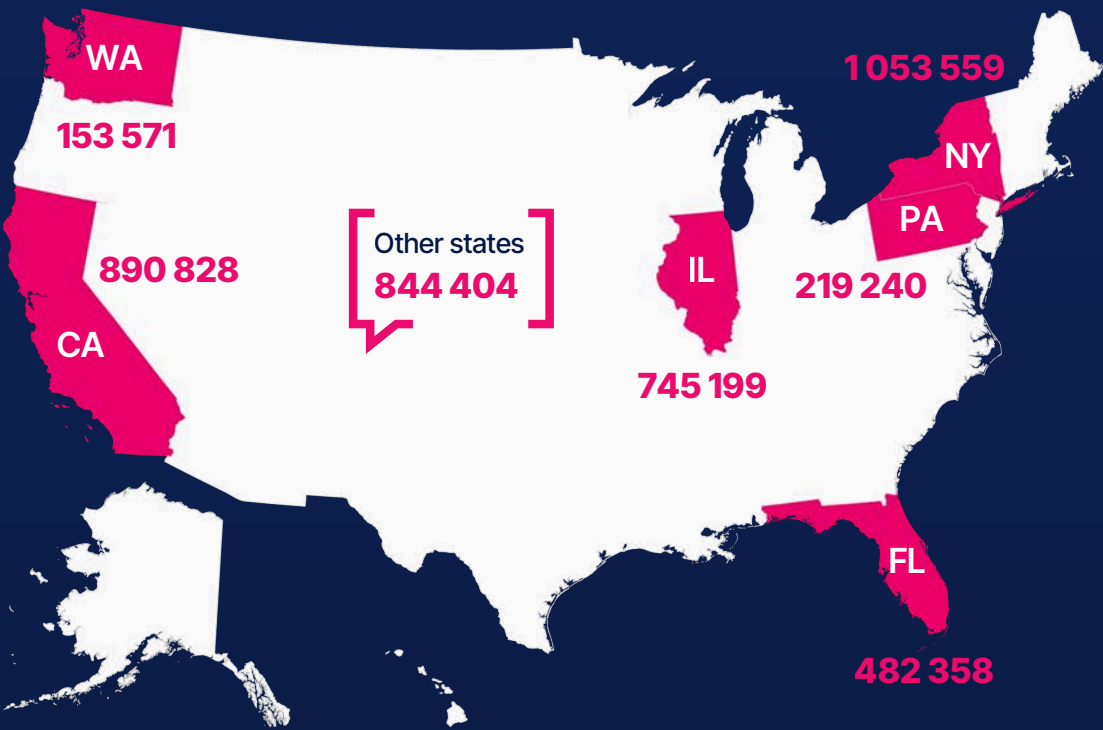 WA
153 571
1 053 559
NY
PA
219 240
Other states
844 404
890 828
IL
745 199
CA
FL
482 358